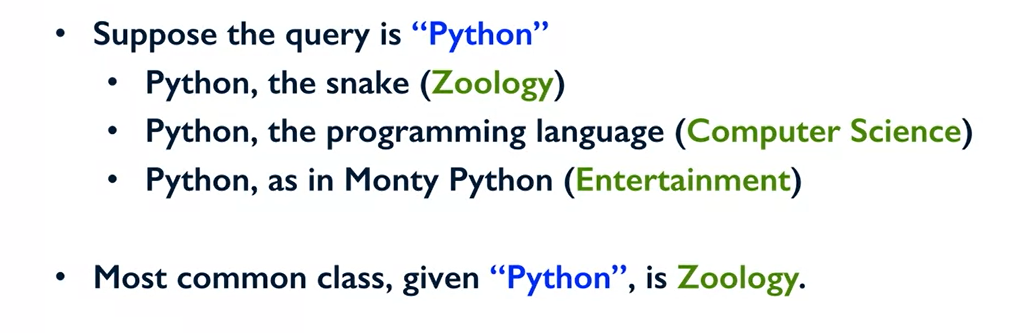 • Suppose the query is “Python”
• Python, the snake (Zoology)
• Python, the programming language (Computer Science)
• Python, as in Monty Python (Entertainment)
• Most common class, given “Python”, is Zoology.